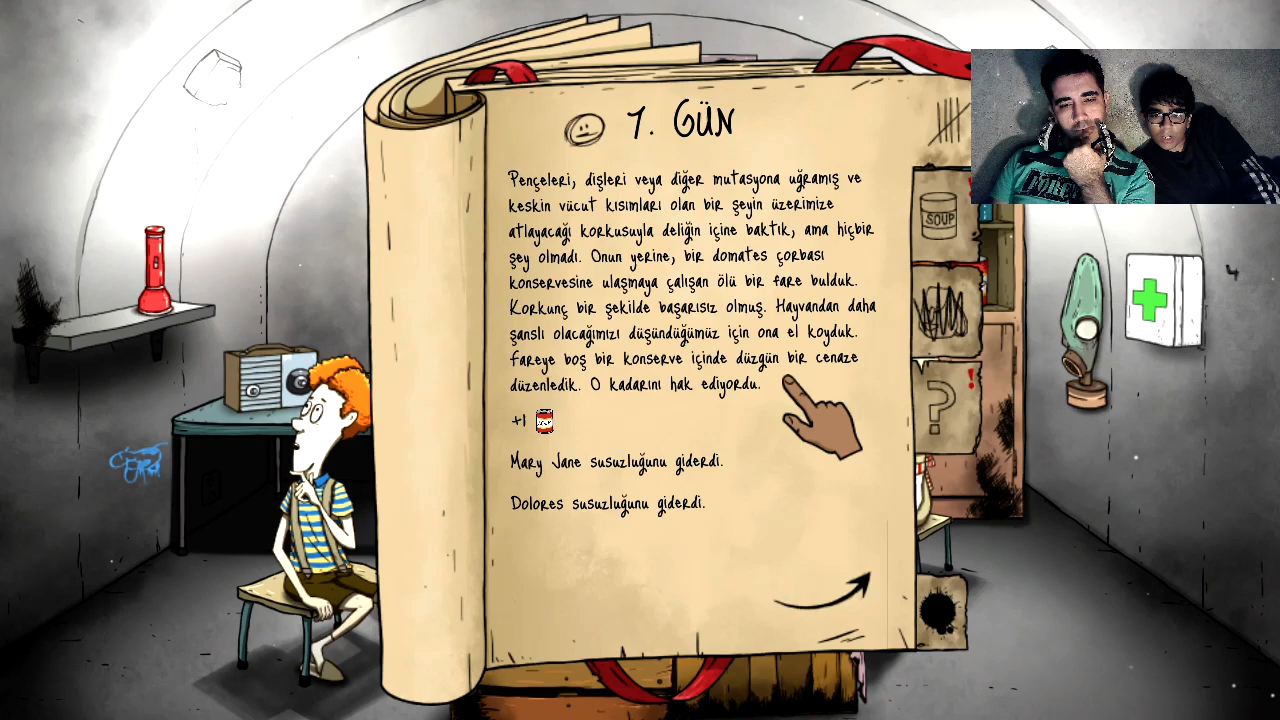 7. GÜN
Pençeleri, dişleri veya diğer mutasyona uğramış ve
keskin vücut kısımları olan bir şeyin üzerimize
atlayacağı korkusuyla deliğin içine baktık, ama hiçbir
şey olmadı. Onun yerine, bir domates çorbası
konservesine ulaşmaya çalışan ölü bir fare bulduk.
Korkunç bir şekilde başarısız olmuş. Hayvandan daha
şanslı olacağımızı düşündüğümüz için ona el koyduk.
Fareye boş bir konserve içinde düzgün bir cenaze
düzenledik. O kadarını hak ediyordu.
+1
Mary Jane susuzluğunu giderdi.
Dolores susuzluğunu giderdi.
SOUP
?
!
4